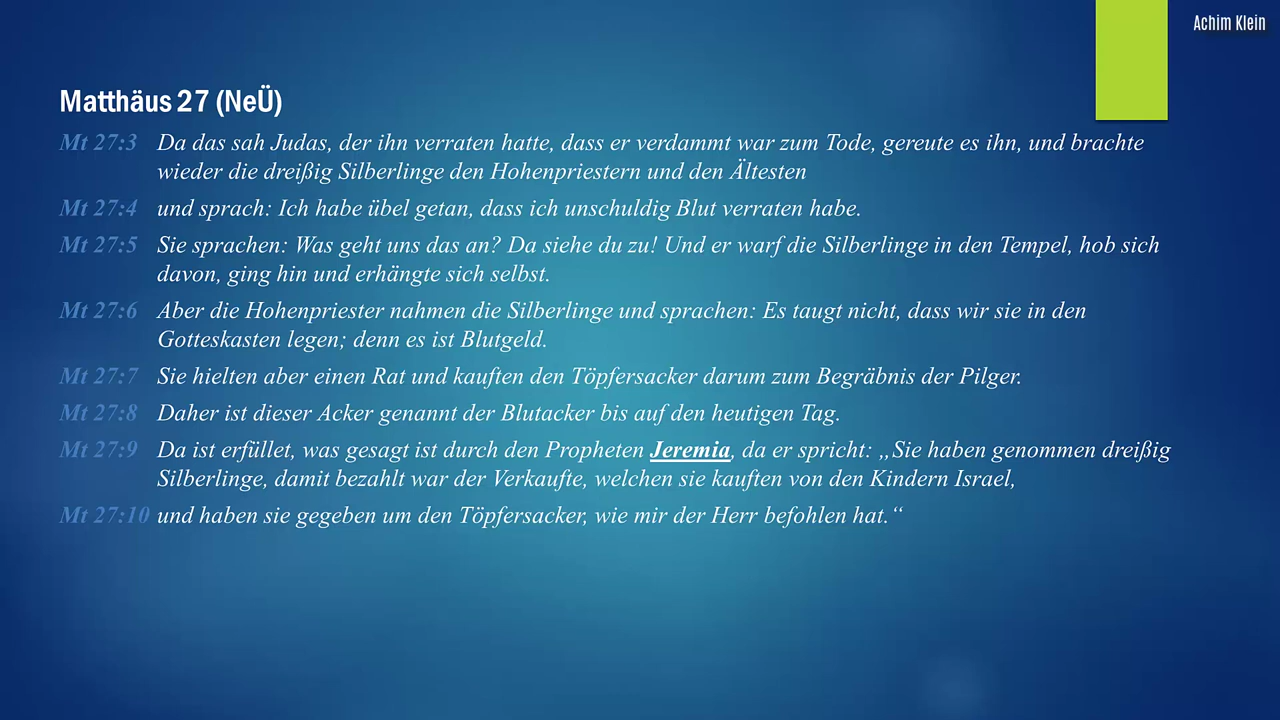 Achim Klein
Matthäus 27 (NeÜ)
Mt 27:3 Da das sah Judas, der ihn verraten hatte, dass er verdammt war zum Tode, gereute es ihn, und brachte
wieder die dreißig Silberlinge den Hohenpriestern und den Ältesten
Mt 27:4 und sprach: Ich habe übel getan, dass ich unschuldig Blut verraten habe.
Mt 27:5 Sie sprachen: Was geht uns das an? Da siehe du zu! Und er warf die Silberlinge in den Tempel, hob sich
davon, ging hin und erhängte sich selbst.
Mt 27:6 Aber die Hohenpriester nahmen die Silberlinge und sprachen: Es taugt nicht, dass wir sie in den
Gotteskasten legen; denn es ist Blutgeld.
Mt 27:7 Sie hielten aber einen Rat und kauften den Töpfersacker darum zum Begräbnis der Pilger.
Mt 27:8 Daher ist dieser Acker genannt der Blutacker bis auf den heutigen Tag.
Mt 27:9 Da ist erfüllt, was gesagt ist durch den Propheten Jeremia, da er spricht: „Sie haben genommen dreißig
Silberlinge, damit bezahlt war der Verkaufte, welchen sie kauften von den Kindern Israel,
Mt 27:10 und haben sie gegeben um den Töpfersacker, wie mir der Herr befohlen hat.“